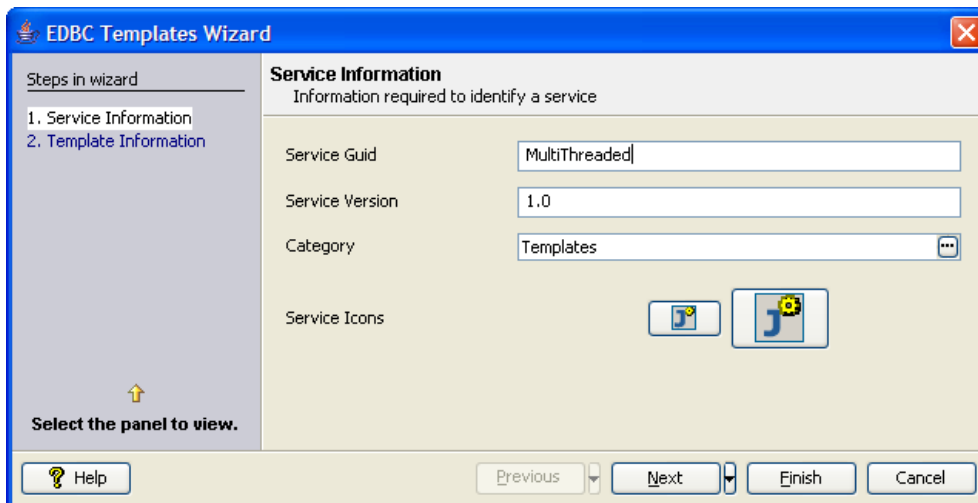 EDBC Templates Wizard
Steps in wizard
1. Service Information
2. Template Information
Select the panel to view.
Service Information
Information required to identify a service
Service Guid MultiThreaded
Service Version 1.0
Category Templates ...
Service Icons J J
Help Previous Next Finish Cancel